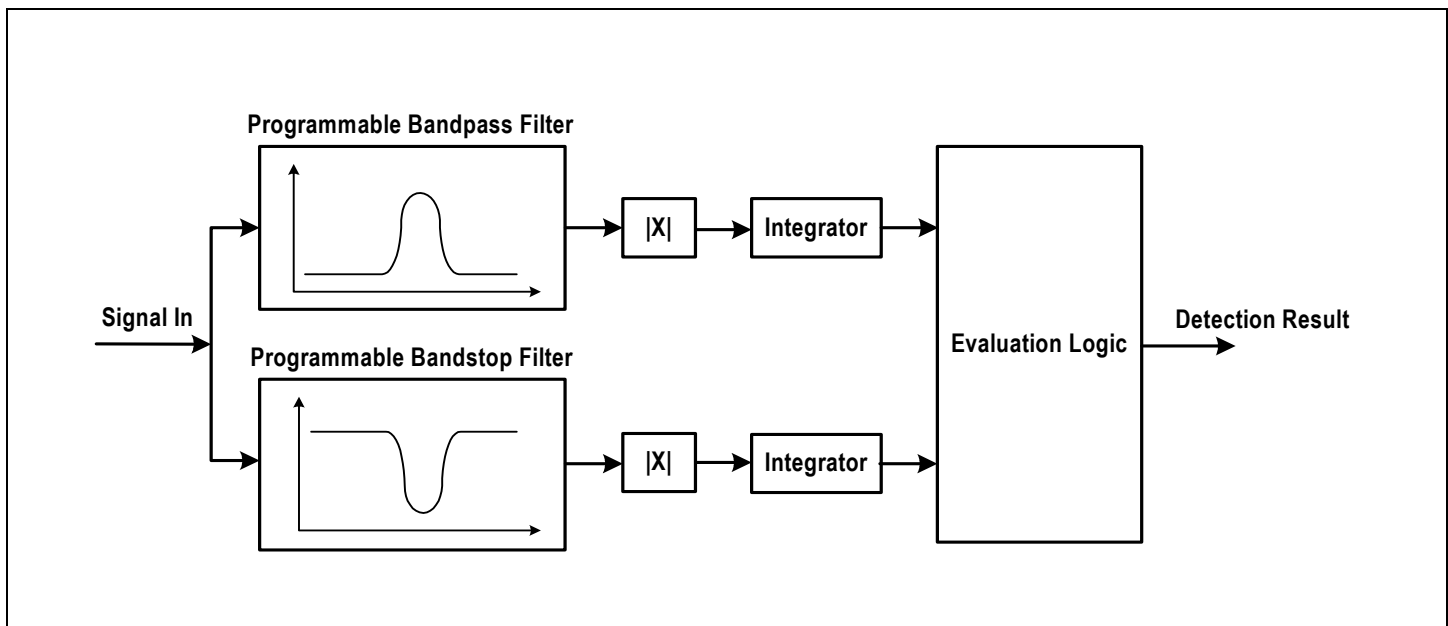 Programmable Bandpass Filter
|X|
Integrator
Signal In
Programmable Bandstop Filter
|X|
Integrator
Evaluation Logic
Detection Result